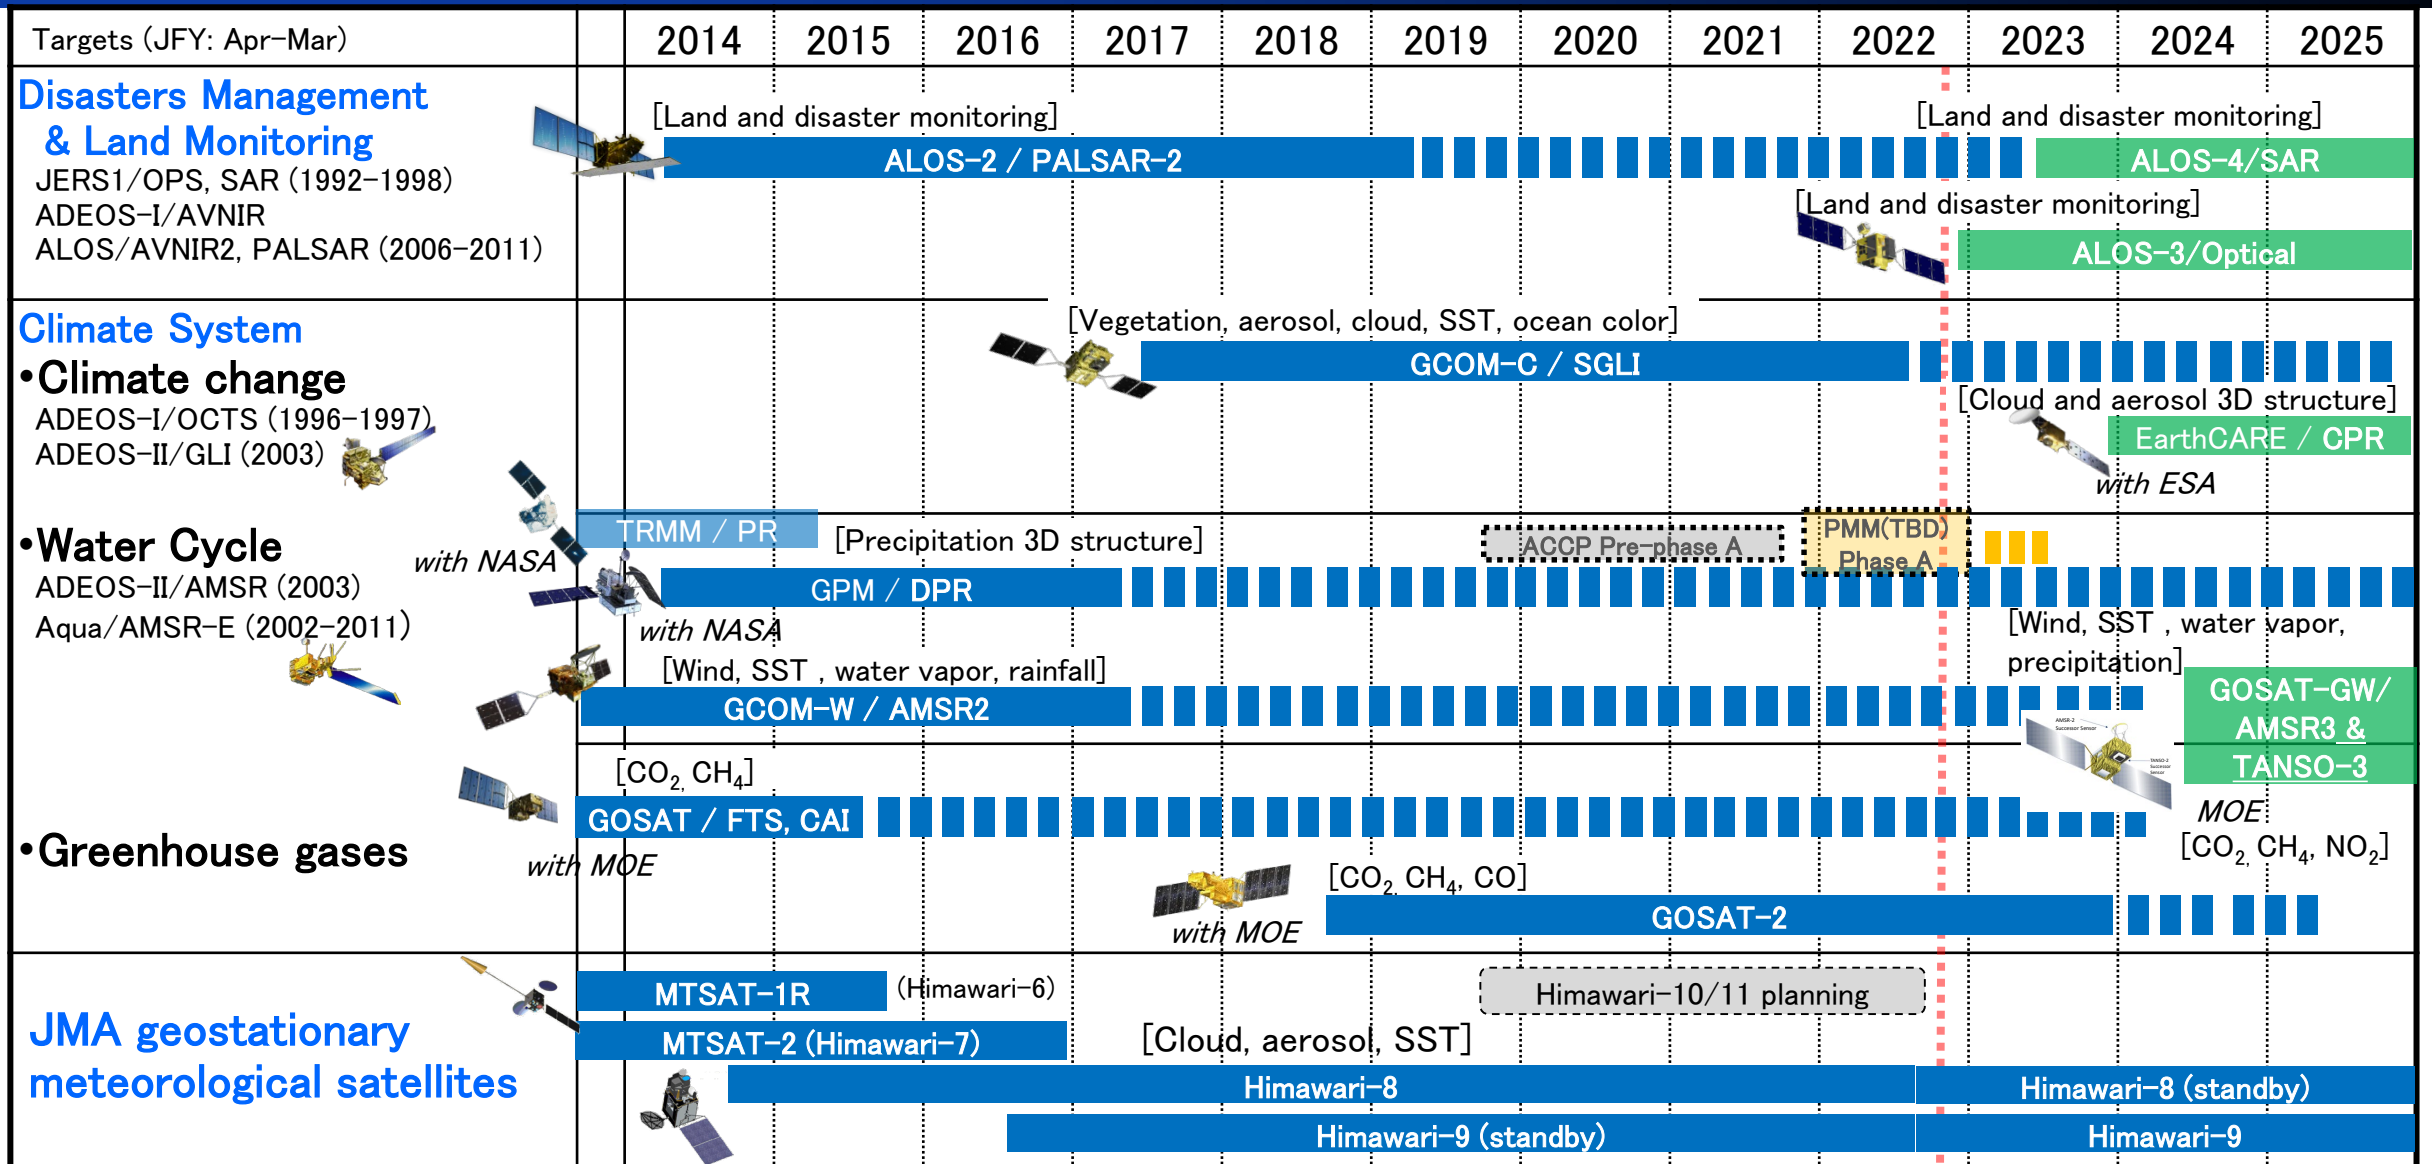 Targets (JFY: Apr-Mar) 2014 2015 2016 2017 2018 2019 2020 2021 2022 2023 2024 2025
Disasters Management
& Land Monitoring
JERS1/OPS, SAR (1992-1998)
ADEOS-I/AVNIR
ALOS/AVNIR2, PALSAR (2006-2011)
[Land and disaster monitoring]
ALOS-2 / PALSAR-2
[Land and disaster monitoring]
ALOS-4/SAR
[Land and disaster monitoring]
ALOS-3/Optical
Climate System
•Climate change
ADEOS-I/OCTS (1996-1997)
ADEOS-II/GLI (2003)
[Vegetation, aerosol, cloud, SST, ocean color]
GCOM-C / SGLI
[Cloud and aerosol 3D structure]
EarthCARE / CPR
with ESA
•Water Cycle
ADEOS-II/AMSR (2003)
Aqua/AMSR-E (2002-2011)
with NASA
TRMM / PR
[Precipitation 3D structure]
ACCP Pre-phase A
PMM(TBD)
Phase A
GPM / DPR
with NASA
[Wind, SST , water vapor, rainfall]
GCOM-W / AMSR2
[Wind, SST , water vapor,
precipitation]
GOSAT-GW/
AMSR3 &
TANSO-3
AMSR-2
Successor Sensor
TANSO-2
Successor
Sensor
MOE
[CO2, CH4, NO2]
•Greenhouse gases
[CO2, CH4]
GOSAT / FTS, CAI
with MOE
[CO2, CH4, CO]
GOSAT-2
with MOE
JMA geostationary
meteorological satellites
MTSAT-1R
(Himawari-6)
Himawari-10/11 planning
MTSAT-2 (Himawari-7)
[Cloud, aerosol, SST]
Himawari-8
Himawari-8 (standby)
Himawari-9 (standby)
Himawari-9